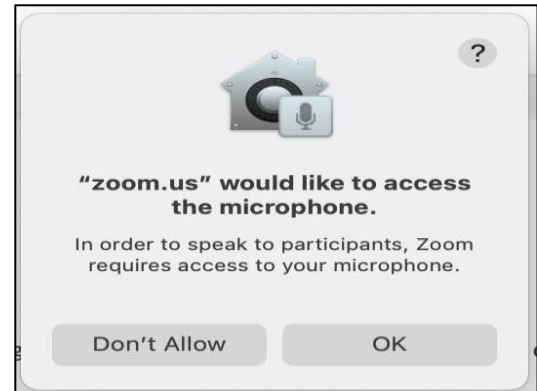 ?
"zoom.us" would like to access
the microphone.
In order to speak to participants, Zoom
requires access to your microphone.
Don't Allow
OK